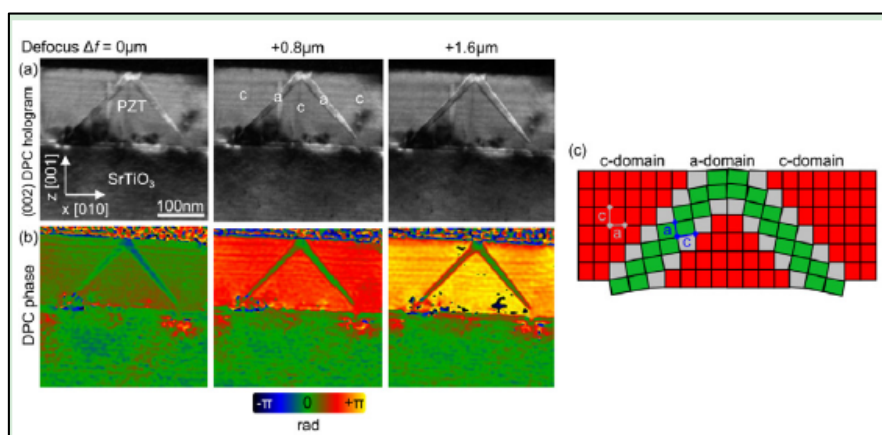 Defocus Δf = 0μm +0.8μm +1.6μm
(a)
(002) DPC hologram
PZT
SrTiO₃
z [001]
x [010]
100nm
c a c a c
(b)
DPC phase
-π 0 +π
rad
(c)
c-domain a-domain c-domain
c
a
a
c